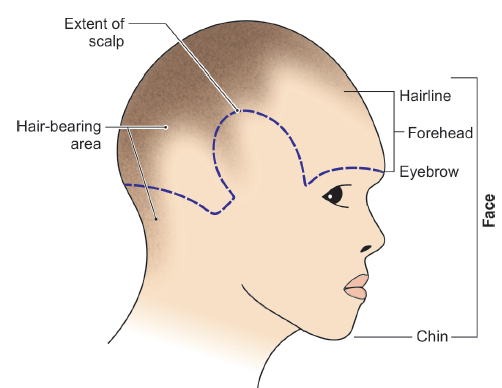 Extent of
scalp
Hairline
Hair-bearing
area
Forehead
Eyebrow
Face
Chin